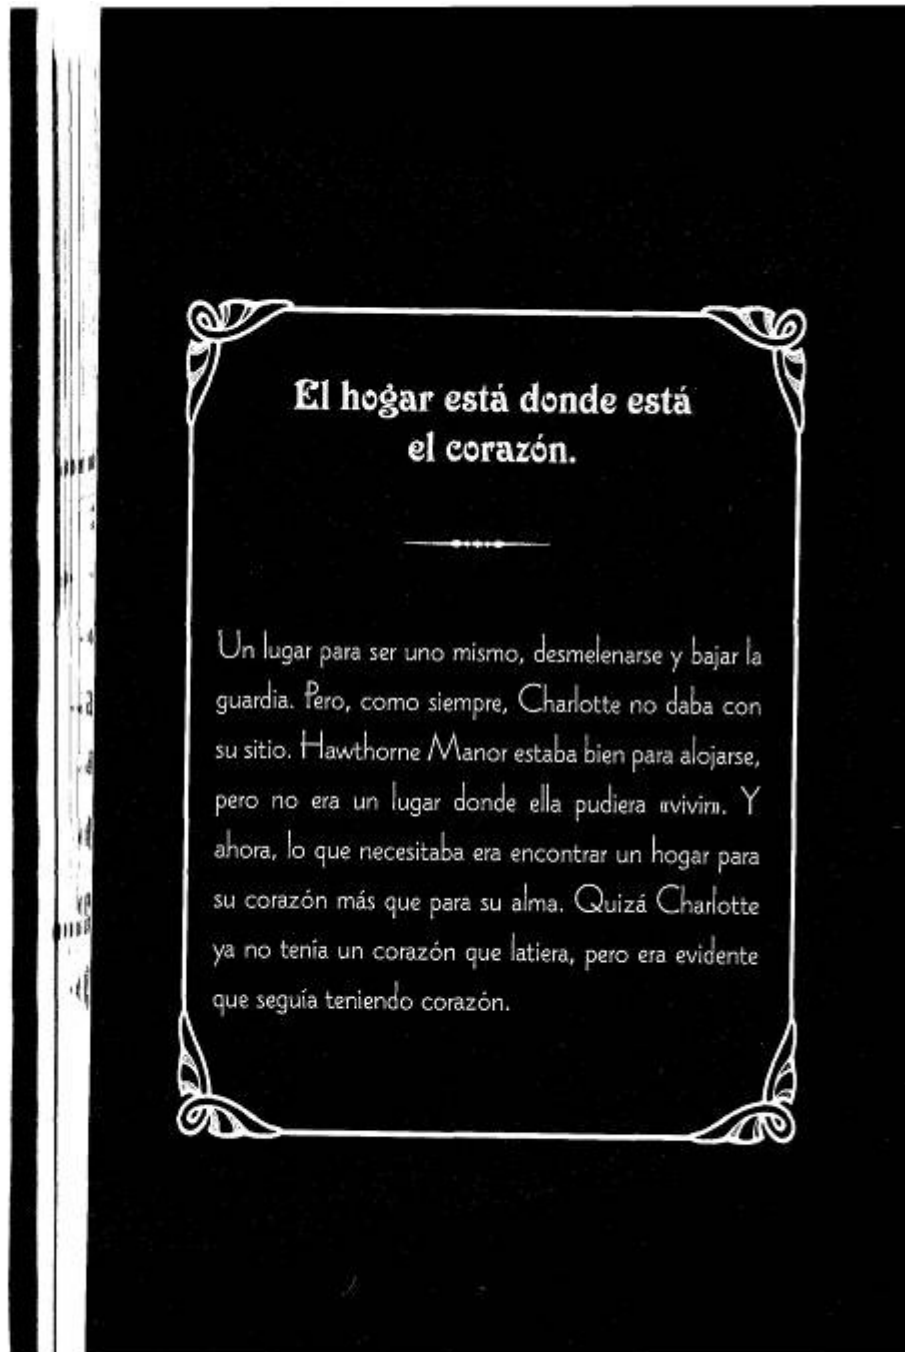 El hogar está donde está
el corazón.
Un lugar para ser uno mismo, desmelenarse y bajar la
guardia. Pero, como siempre, Charlotte no daba con
su sitio. Hawthorne Manor estaba bien para alojarse,
pero no era un lugar donde ella pudiera «vivir». Y
ahora, lo que necesitaba era encontrar un hogar para
su corazón más que para su alma. Quizá Charlotte
ya no tenía un corazón que latiera, pero era evidente
que seguía teniendo corazón.